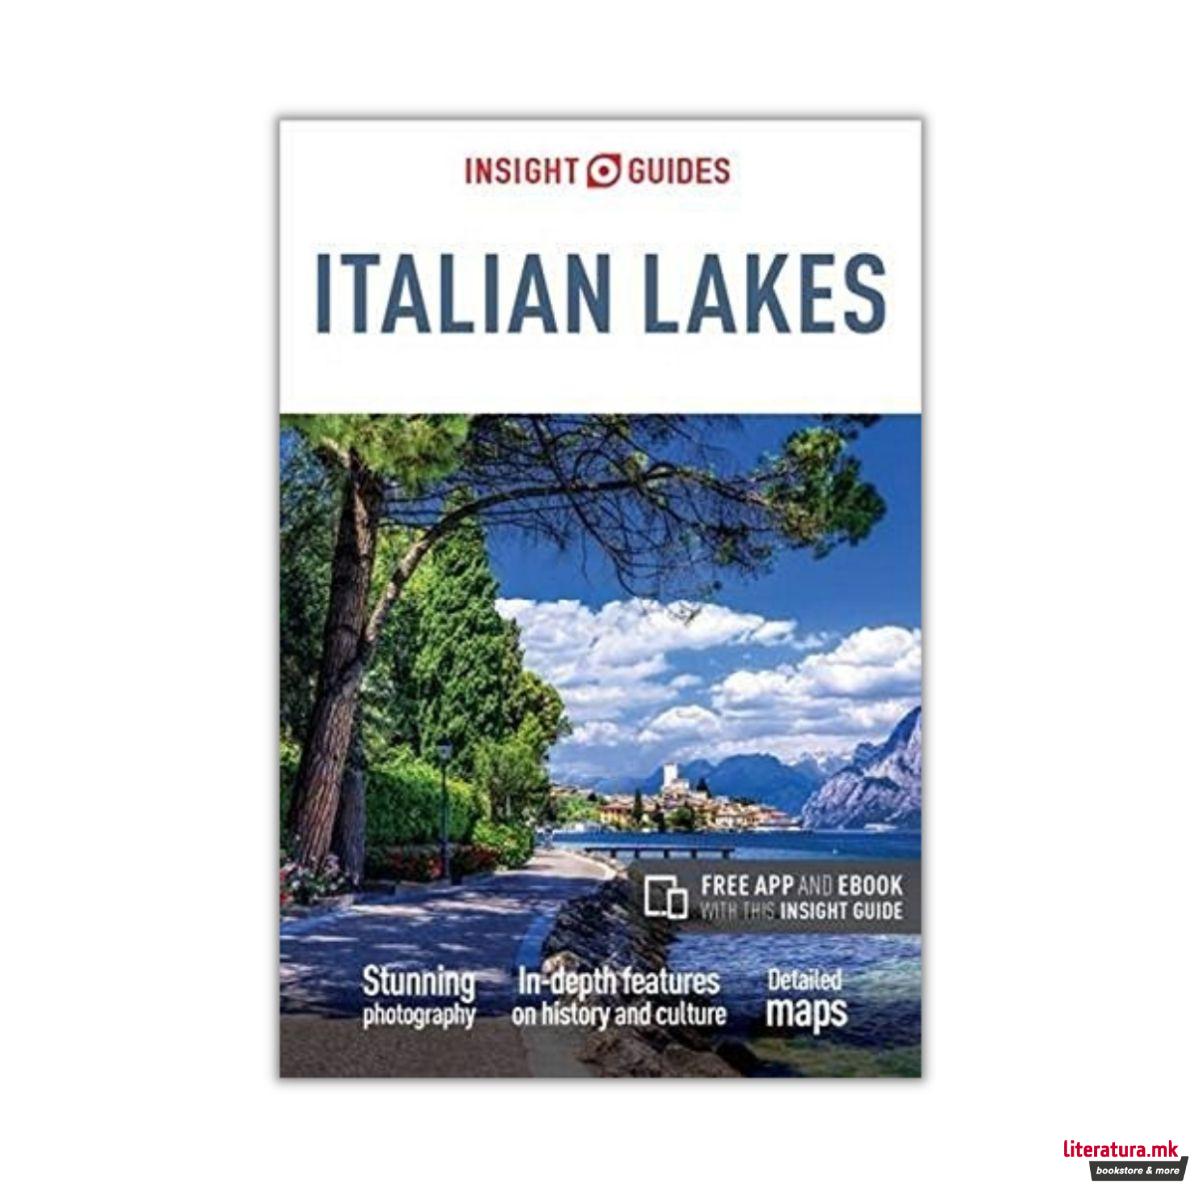 INSIGHT GUIDES
ITALIAN LAKES
FREE APP AND EBOOK
WITH THIS INSIGHT GUIDE
Stunning
photography
In-depth features
on history and culture
Detailed
maps
literatura.mk
bookstore & more